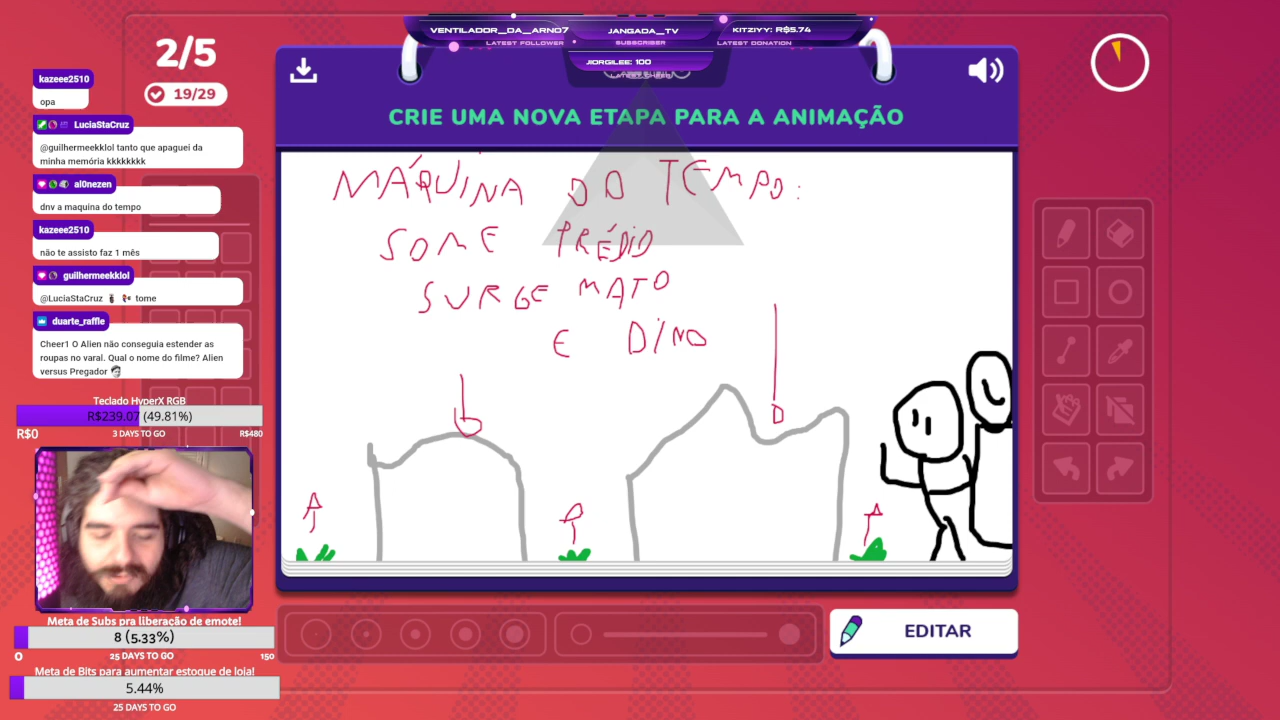 VENTILADOR_DA_ARNO7
LATEST FOLLOWER
JANGADA_TV
SUBSCRIBER
KITZIYY: R$5.74
LATEST DONATION
JIORGILEE: 100
2/5
19/29
CRIE UMA NOVA ETAPA PARA A ANIMAÇÃO
MÁQUINA DO TEMPO:
SOME PRÉDIO
SURGE MATO
E DINO
kazeee2510
opa
LuciaStaCruz
@guilhermeekklol tanto que apaguei da
minha memória kkkkkkkk
al0nezen
dnv a maquina do tempo
kazeee2510
não te assisto faz 1 mês
guilhermeekklol
@LuciaStaCruz tome
duarte_raffle
Cheer1 O Alien não conseguia estender as
roupas no varal. Qual o nome do filme? Alien
versus Pregador
Teclado HyperX RGB
R$239.07 (49.81%)
R$0
3 DAYS TO GO
R$480
Meta de Subs pra liberação de emote!
8 (5.33%)
0
25 DAYS TO GO
150
Meta de Bits para aumentar estoque de loja!
5.44%
25 DAYS TO GO
EDITAR